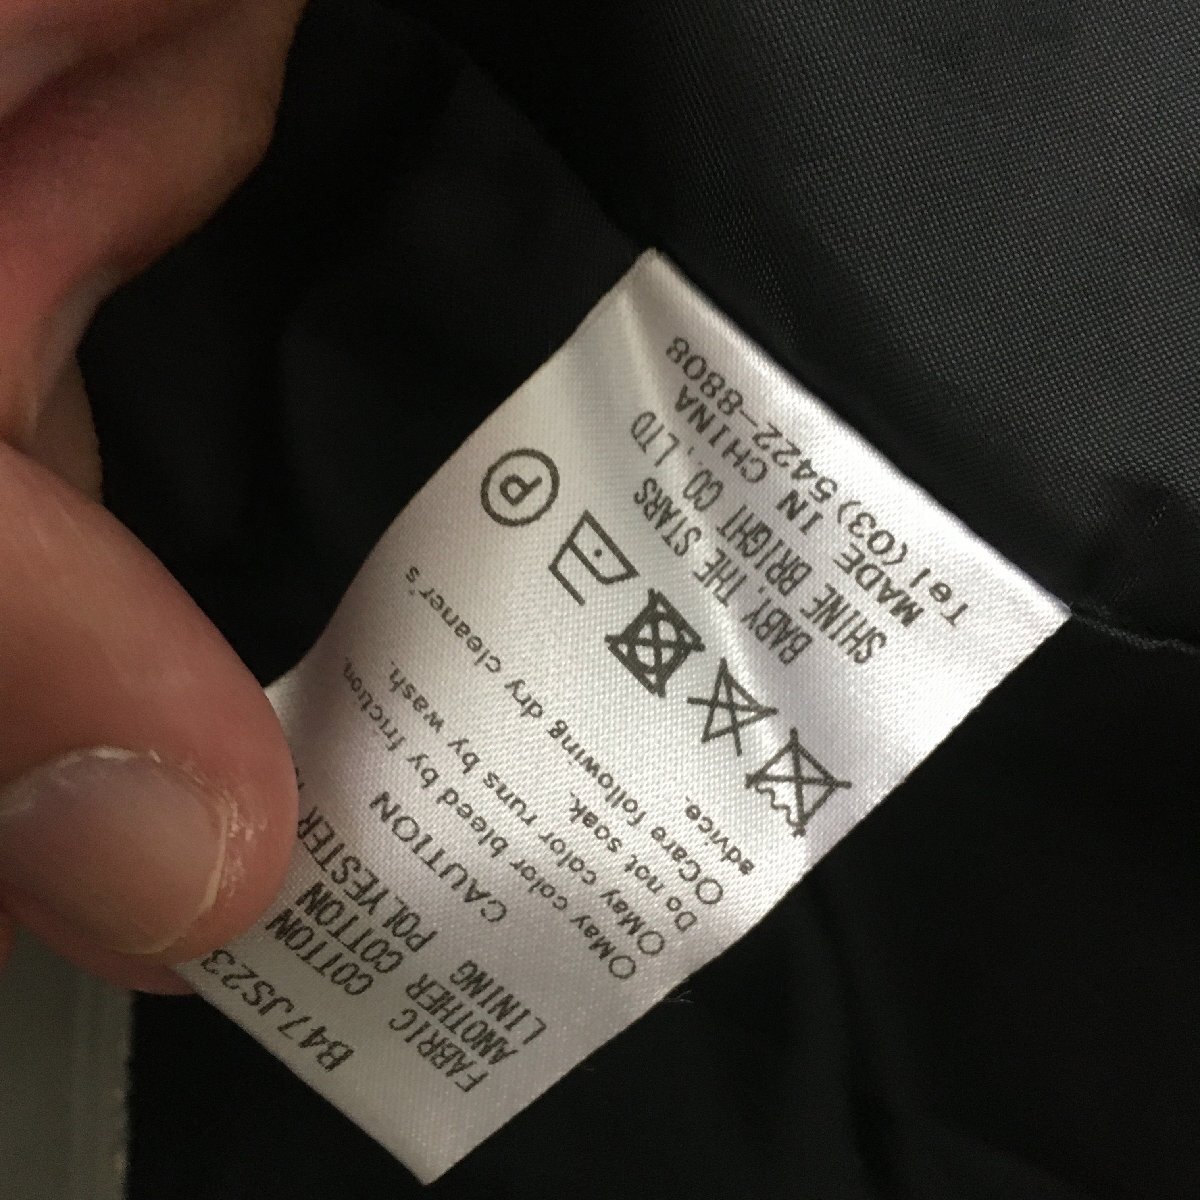 B47JS23
FABRIC
COTTON
ANOTHER COTTON
LINING POLYESTER
CAUTION
○May color bleed by friction.
○May color runs by wash.
Do not soak.
○Care following dry cleaner's
advice.
P
BABY, THE STARS
SHINE BRIGHT CO., LTD
MADE IN CHINA
Tel(03)5422-8808